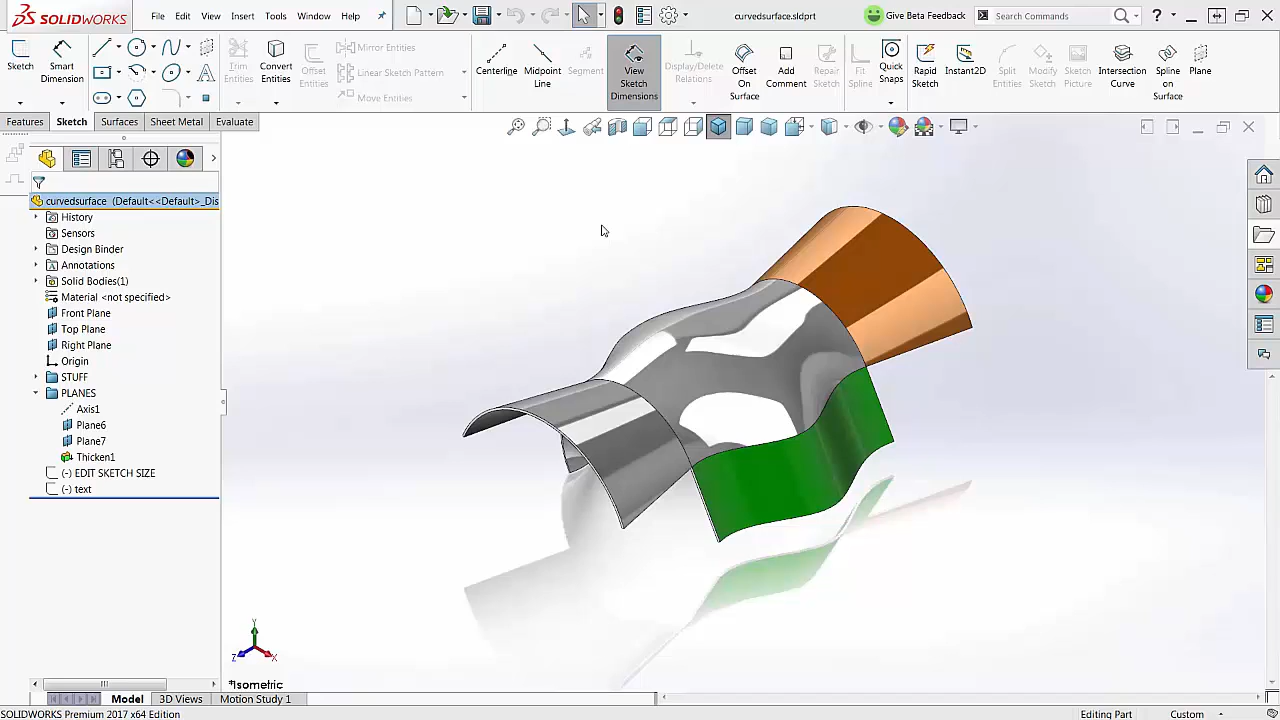 SOLIDWORKS
File Edit View Insert Tools Window Help
curvedsurface.sldprt
Give Beta Feedback
Search Commands
?
Sketch
Smart Dimension
Trim Entities
Convert Entities
Offset Entities
Mirror Entities
Linear Sketch Pattern
Move Entities
Centerline
Midpoint Line
Segment
View Sketch Dimensions
Display/Delete Relations
Offset On Surface
Add Comment
Repair Sketch
Fit Spline
Quick Snaps
Rapid Sketch
Instant2D
Split Entities
Modify Sketch
Sketch Picture
Intersection Curve
Spline on Surface
Plane
Features Sketch Surfaces Sheet Metal Evaluate
curvedsurface (Default<<Default>_Dis
History
Sensors
Design Binder
Annotations
Solid Bodies(1)
Material <not specified>
Front Plane
Top Plane
Right Plane
Origin
STUFF
PLANES
Axis1
Plane6
Plane7
Thicken1
(-) EDIT SKETCH SIZE
(-) text
Y
Z
X
*Isometric
Model 3D Views Motion Study 1
SOLIDWORKS Premium 2017 x64 Edition
Editing Part
Custom